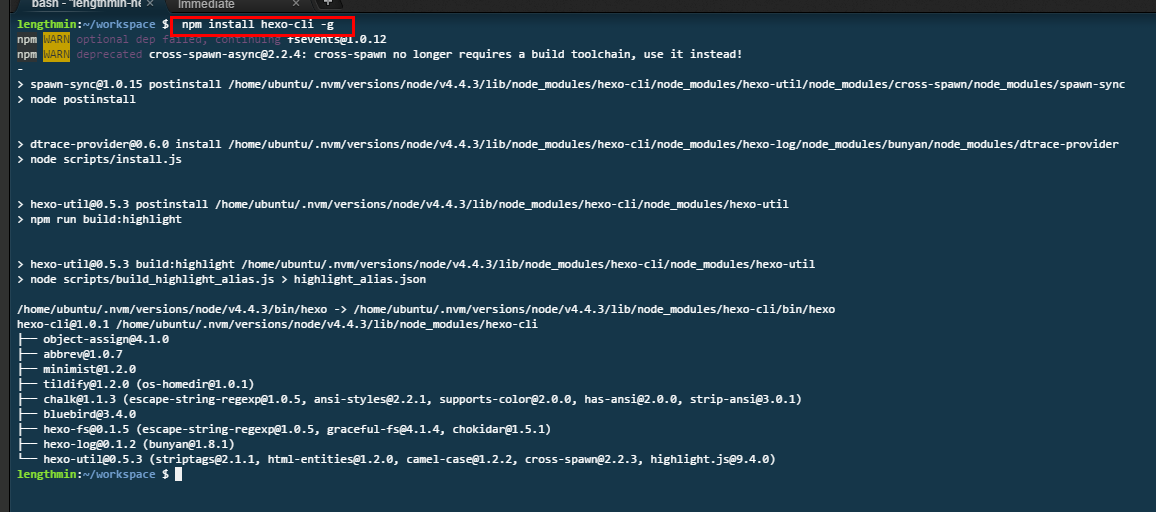 bash - "lengthmin-he × Immediate ×
lengthmin:~/workspace $ npm install hexo-cli -g
npm WARN optional dep failed, continuing fsevents@1.0.12
npm WARN deprecated cross-spawn-async@2.2.4: cross-spawn no longer requires a build toolchain, use it instead!
-
> spawn-sync@1.0.15 postinstall /home/ubuntu/.nvm/versions/node/v4.4.3/lib/node_modules/hexo-cli/node_modules/hexo-util/node_modules/cross-spawn/node_modules/spawn-sync
> node postinstall
> dtrace-provider@0.6.0 install /home/ubuntu/.nvm/versions/node/v4.4.3/lib/node_modules/hexo-cli/node_modules/hexo-log/node_modules/bunyan/node_modules/dtrace-provider
> node scripts/install.js
> hexo-util@0.5.3 postinstall /home/ubuntu/.nvm/versions/node/v4.4.3/lib/node_modules/hexo-cli/node_modules/hexo-util
> npm run build:highlight
> hexo-util@0.5.3 build:highlight /home/ubuntu/.nvm/versions/node/v4.4.3/lib/node_modules/hexo-cli/node_modules/hexo-util
> node scripts/build_highlight_alias.js > highlight_alias.json
/home/ubuntu/.nvm/versions/node/v4.4.3/bin/hexo -> /home/ubuntu/.nvm/versions/node/v4.4.3/lib/node_modules/hexo-cli/bin/hexo
hexo-cli@1.0.1 /home/ubuntu/.nvm/versions/node/v4.4.3/lib/node_modules/hexo-cli
├── object-assign@4.1.0
├── abbrev@1.0.7
├── minimist@1.2.0
├── tildify@1.2.0 (os-homedir@1.0.1)
├── chalk@1.1.3 (escape-string-regexp@1.0.5, ansi-styles@2.2.1, supports-color@2.0.0, has-ansi@2.0.0, strip-ansi@3.0.1)
├── bluebird@3.4.0
├── hexo-fs@0.1.5 (escape-string-regexp@1.0.5, graceful-fs@4.1.4, chokidar@1.5.1)
├── hexo-log@0.1.2 (bunyan@1.8.1)
└── hexo-util@0.5.3 (striptags@2.1.1, html-entities@1.2.0, camel-case@1.2.2, cross-spawn@2.2.3, highlight.js@9.4.0)
lengthmin:~/workspace $